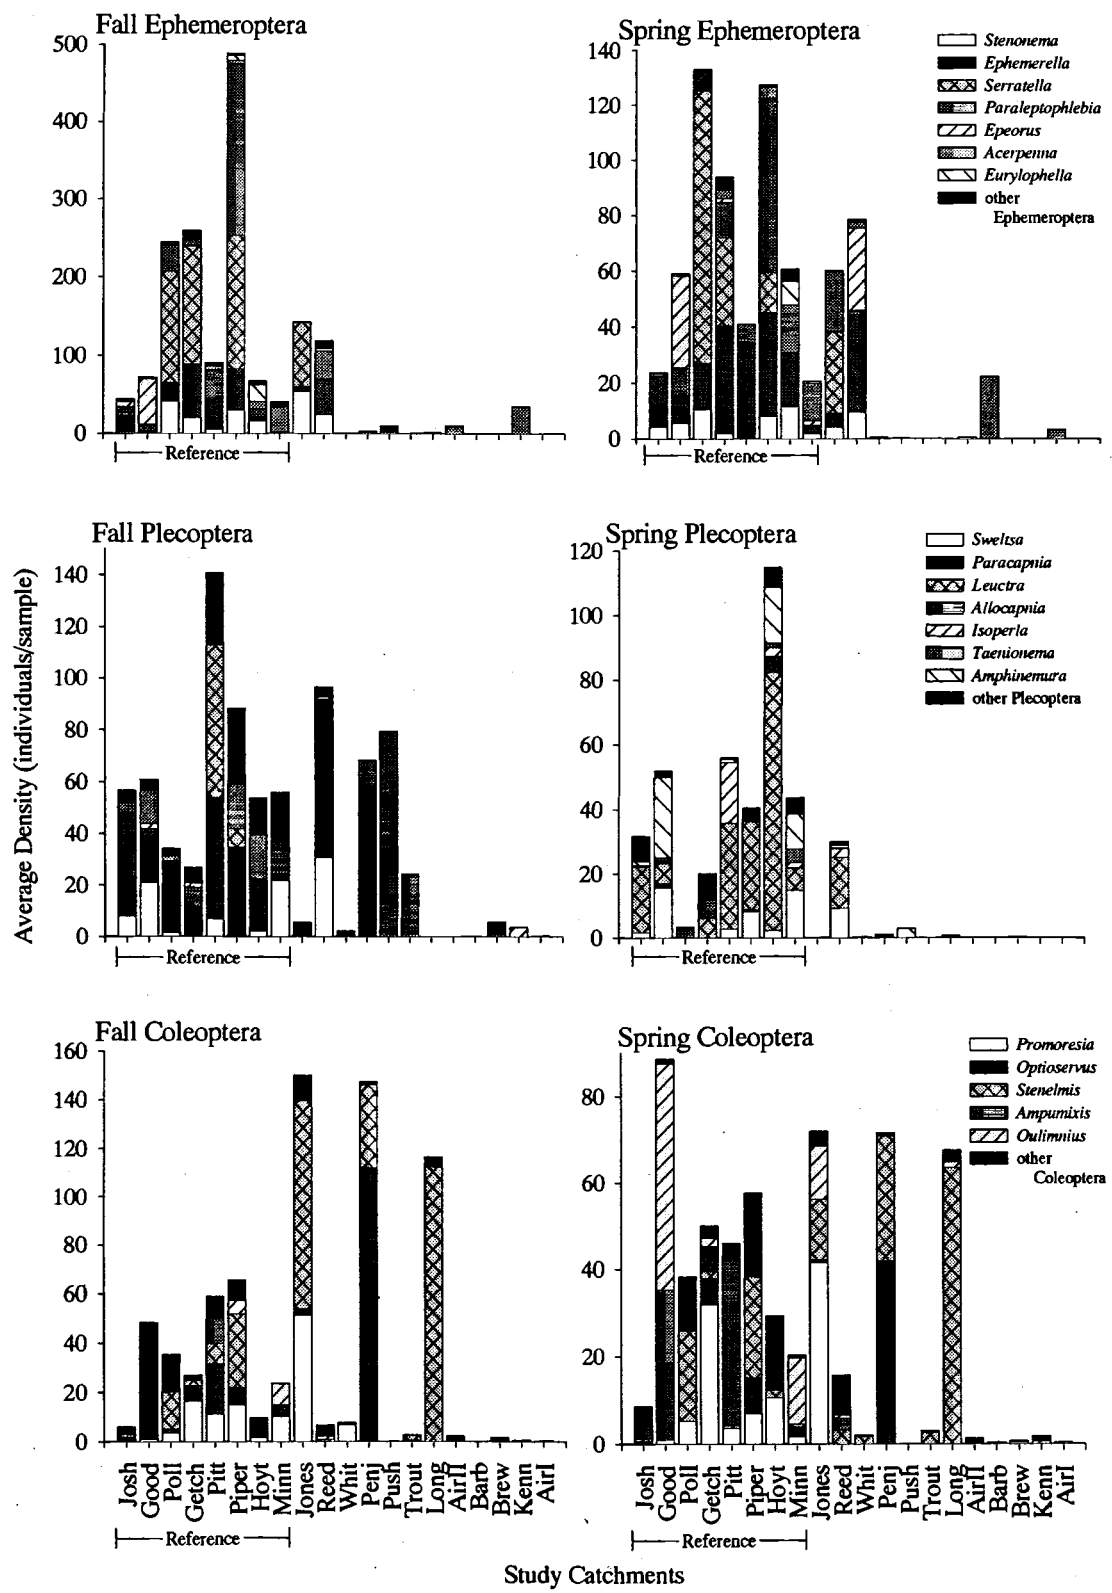 Fall Ephemeroptera
500
400
300
200
100
0
Reference
Spring Ephemeroptera
140
120
100
80
60
40
20
0
Reference
Stenonema
Ephemerella
Serratella
Paraleptophlebia
Epeorus
Acerpenna
Eurylophella
other
Ephemeroptera
Average Density (individuals/sample)
Fall Plecoptera
140
120
100
80
60
40
20
0
Reference
Spring Plecoptera
120
100
80
60
40
20
0
Reference
Sweltsa
Paracapnia
Leuctra
Allocapnia
Isoperla
Taenionema
Amphinemura
other Plecoptera
Fall Coleoptera
160
140
120
100
80
60
40
20
0
Josh
Good
Poll
Getch
Pitt
Piper
Hoyt
Minn
Jones
Reed
Whit
Penj
Push
Trout
Long
AirII
Barb
Brew
Kenn
AirI
Reference
Spring Coleoptera
80
60
40
20
0
Josh
Good
Poll
Getch
Pitt
Piper
Hoyt
Minn
Jones
Reed
Whit
Penj
Push
Trout
Long
AirII
Barb
Brew
Kenn
AirI
Reference
Promoresia
Optioservus
Stenelmis
Ampumixis
Oulimnius
other
Coleoptera
Study Catchments